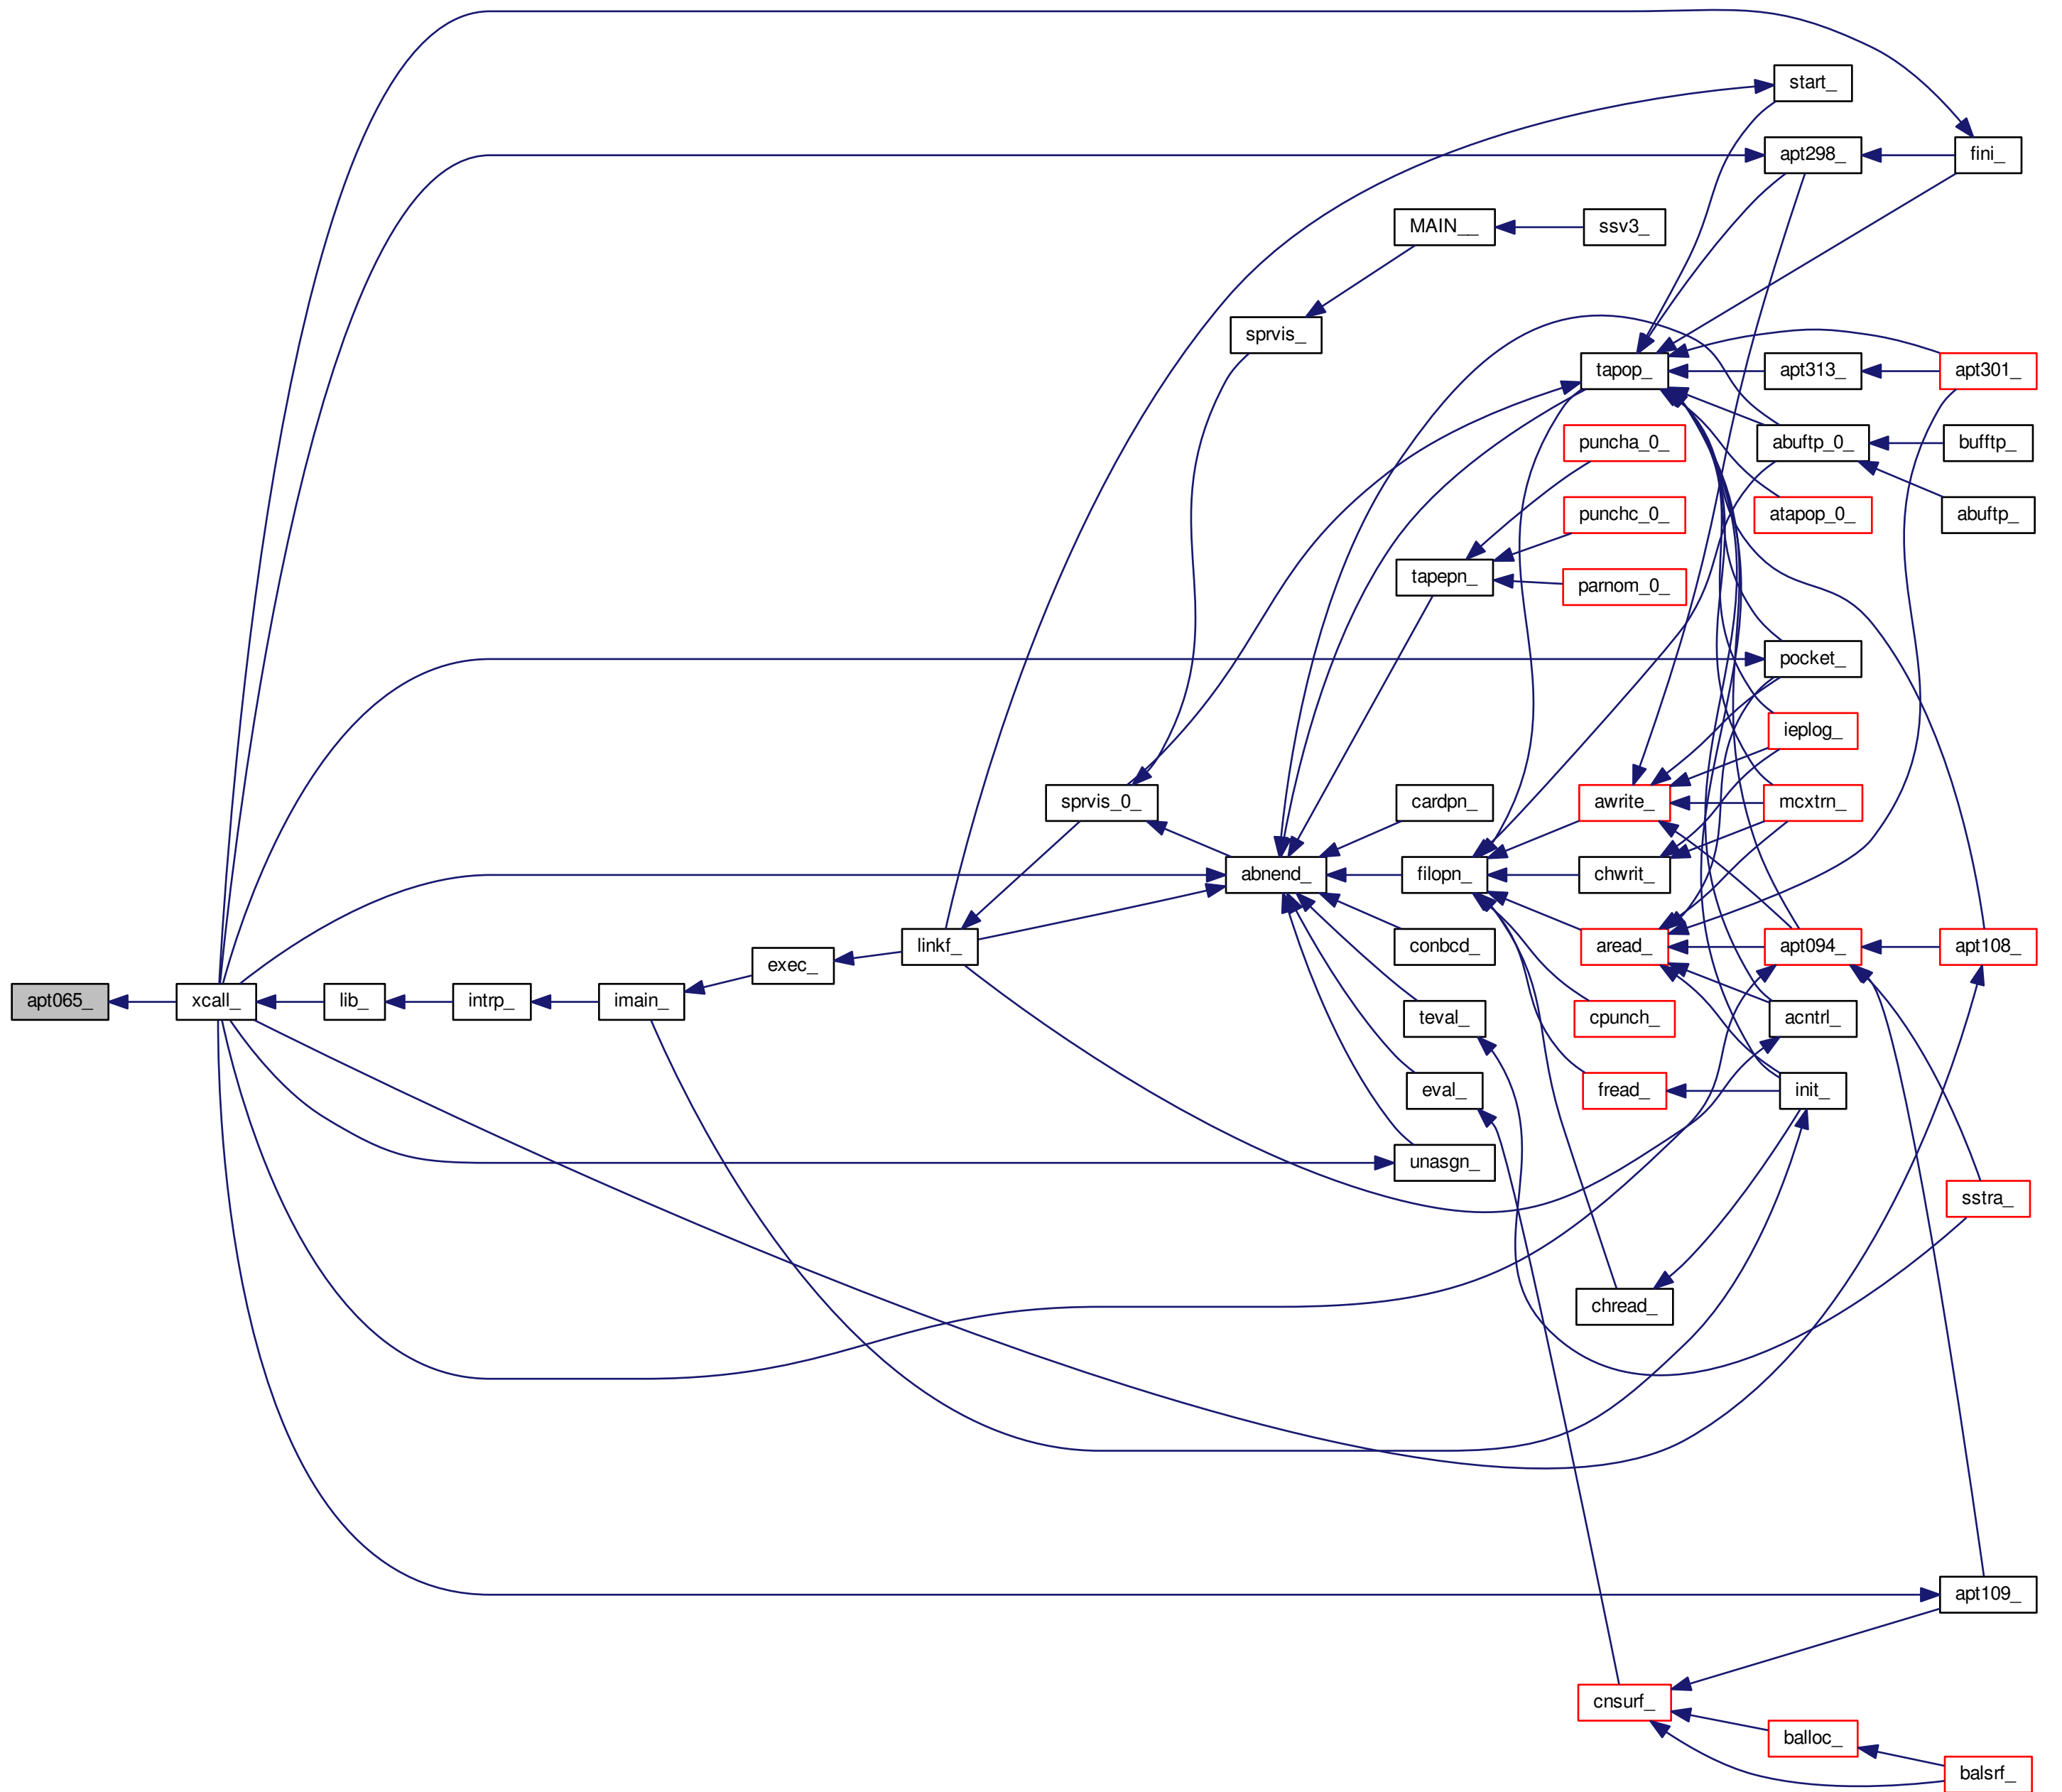 start_
apt298_
fini_
MAIN__
ssv3_
sprvis_
tapop_
apt313_
apt301_
puncha_0_
abuftp_0_
bufftp_
punchc_0_
atapop_0_
abuftp_
tapepn_
parnom_0_
pocket_
ieplog_
sprvis_0_
cardpn_
awrite_
mcxtrn_
abnend_
filopn_
chwrit_
linkf_
conbcd_
aread_
apt094_
apt108_
exec_
apt065_
xcall_
lib_
intrp_
imain_
teval_
cpunch_
acntrl_
eval_
fread_
init_
unasgn_
sstra_
chread_
apt109_
cnsurf_
balloc_
balsrf_